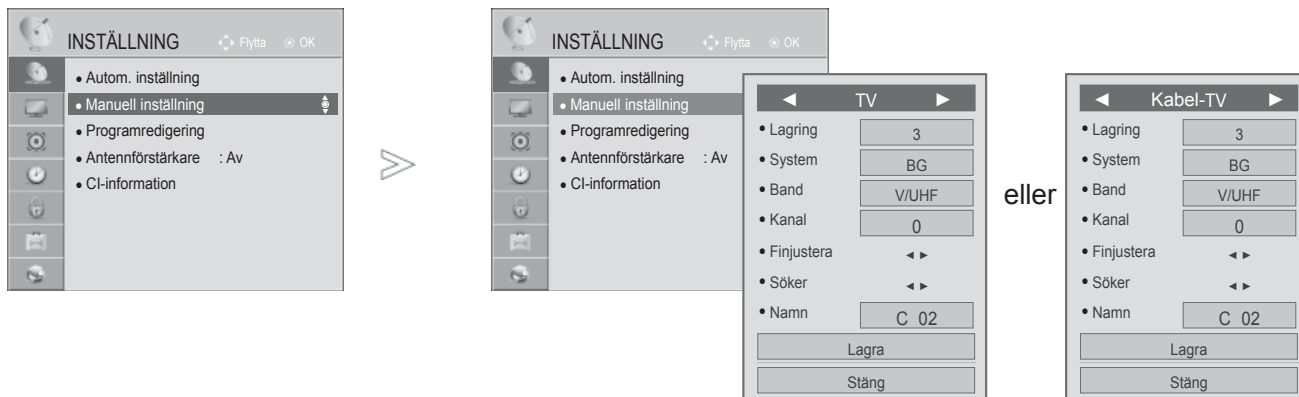 INSTÄLLNING Flytta OK
• Autom. inställning
• Manuell inställning
• Programredigering
• Antennförstärkare : Av
• CI-information
INSTÄLLNING Flytta OK
• Autom. inställning
• Manuell inställning
• Programredigering
• Antennförstärkare : Av
• CI-information
◄ TV ►
• Lagring 3
• System BG
• Band V/UHF
• Kanal 0
• Finjustera ◄ ►
• Söker ◄ ►
• Namn C 02
Lagra
Stäng
eller
◄ Kabel-TV ►
• Lagring 3
• System BG
• Band V/UHF
• Kanal 0
• Finjustera ◄ ►
• Söker ◄ ►
• Namn C 02
Lagra
Stäng